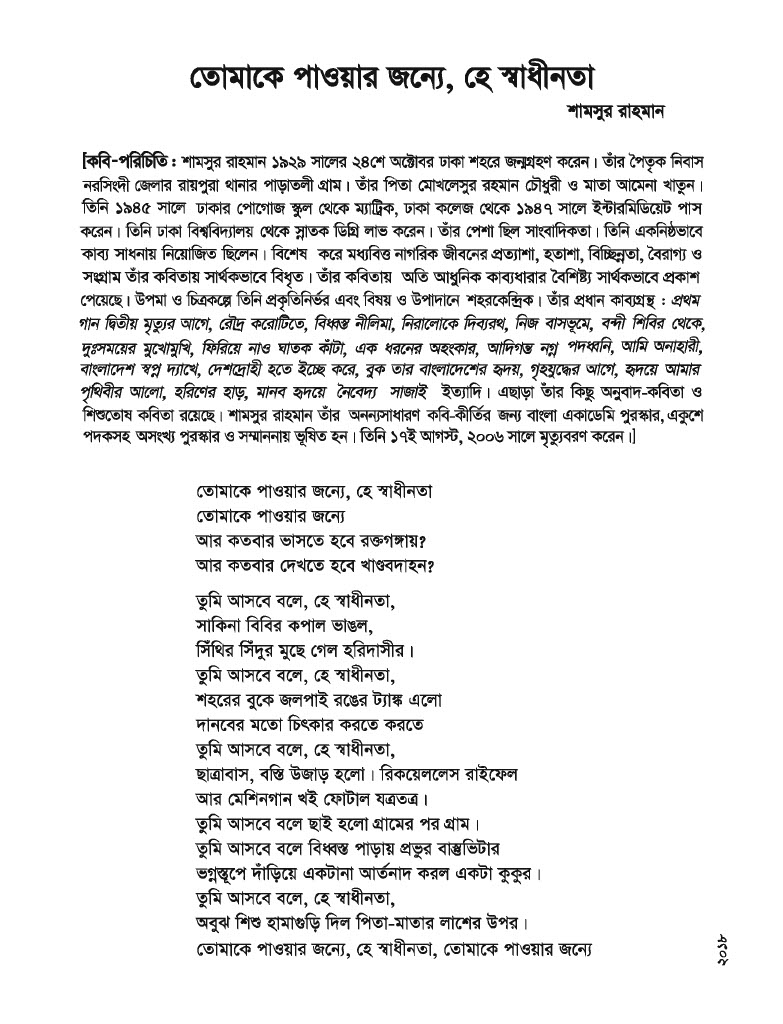 তোমাকে পাওয়ার জন্যে, হে স্বাধীনতা
শামসুর রাহমান
[কবি-পরিচিতি : শামসুর রাহমান ১৯২৯ সালের ২৪শে অক্টোবর ঢাকা শহরে জন্মগ্রহণ করেন। তাঁর পৈতৃক নিবাস
নরসিংদী জেলার রায়পুরা থানার পাড়াতলী গ্রাম। তাঁর পিতা মোখলেসুর রহমান চৌধুরী ও মাতা আমেনা খাতুন।
তিনি ১৯৪৫ সালে ঢাকার পোগোজ স্কুল থেকে ম্যাট্রিক, ঢাকা কলেজ থেকে ১৯৪৭ সালে ইন্টারমিডিয়েট পাস
করেন। তিনি ঢাকা বিশ্ববিদ্যালয় থেকে স্নাতক ডিগ্রি লাভ করেন। তাঁর পেশা ছিল সাংবাদিকতা। তিনি একনিষ্ঠভাবে
কাব্য সাধনায় নিয়োজিত ছিলেন। বিশেষ করে মধ্যবিত্ত নাগরিক জীবনের প্রত্যাশা, হতাশা, বিচ্ছিন্নতা, বৈরাগ্য ও
সংগ্রাম তাঁর কবিতায় সার্থকভাবে বিধৃত। তাঁর কবিতায় অতি আধুনিক কাব্যধারার বৈশিষ্ট্য সার্থকভাবে প্রকাশ
পেয়েছে। উপমা ও চিত্রকল্পে তিনি প্রকৃতিনির্ভর এবং বিষয় ও উপাদানে শহরকেন্দ্রিক। তাঁর প্রধান কাব্যগ্রন্থ : প্রথম
গান দ্বিতীয় মৃত্যুর আগে, রৌদ্র করোটিতে, বিধ্বস্ত নীলিমা, নিরালোকে দিব্যরথ, নিজ বাসভূমে, বন্দী শিবির থেকে,
দুঃসময়ের মুখোমুখি, ফিরিয়ে নাও ঘাতক কাঁটা, এক ধরনের অহংকার, আদিগন্ত নগ্ন পদধ্বনি, আমি অনাহারী,
বাংলাদেশ স্বপ্ন দ্যাখে, দেশদ্রোহী হতে ইচ্ছে করে, বুক তার বাংলাদেশের হৃদয়, গৃহযুদ্ধের আগে, হৃদয়ে আমার
পৃথিবীর আলো, হরিণের হাড়, মানব হৃদয়ে নৈবেদ্য সাজাই ইত্যাদি। এছাড়া তাঁর কিছু অনুবাদ-কবিতা ও
শিশুতোষ কবিতা রয়েছে। শামসুর রাহমান তাঁর অনন্যসাধারণ কবি-কীর্তির জন্য বাংলা একাডেমি পুরস্কার, একুশে
পদকসহ অসংখ্য পুরস্কার ও সম্মাননায় ভূষিত হন। তিনি ১৭ই আগস্ট, ২০০৬ সালে মৃত্যুবরণ করেন।]
তোমাকে পাওয়ার জন্যে, হে স্বাধীনতা
তোমাকে পাওয়ার জন্যে
আর কতবার ভাসতে হবে রক্তগঙ্গায়?
আর কতবার দেখতে হবে খাণ্ডবদাহন?
তুমি আসবে বলে, হে স্বাধীনতা,
সাকিনা বিবির কপাল ভাঙল,
সিঁথির সিঁদুর মুছে গেল হরিদাসীর।
তুমি আসবে বলে, হে স্বাধীনতা,
শহরের বুকে জলপাই রঙের ট্যাঙ্ক এলো
দানবের মতো চিৎকার করতে করতে
তুমি আসবে বলে, হে স্বাধীনতা,
ছাত্রাবাস, বস্তি উজাড় হলো। রিকয়েললেস রাইফেল
আর মেশিনগান খই ফোটাল যত্রতত্র।
তুমি আসবে বলে ছাই হলো গ্রামের পর গ্রাম।
তুমি আসবে বলে বিধ্বস্ত পাড়ায় প্রভুর বাস্তুভিটার
ভগ্নস্তূপে দাঁড়িয়ে একটানা আর্তনাদ করল একটা কুকুর।
তুমি আসবে বলে, হে স্বাধীনতা,
অবুঝ শিশু হামাগুড়ি দিল পিতা-মাতার লাশের উপর।
তোমাকে পাওয়ার জন্যে, হে স্বাধীনতা, তোমাকে পাওয়ার জন্যে
২০১৮